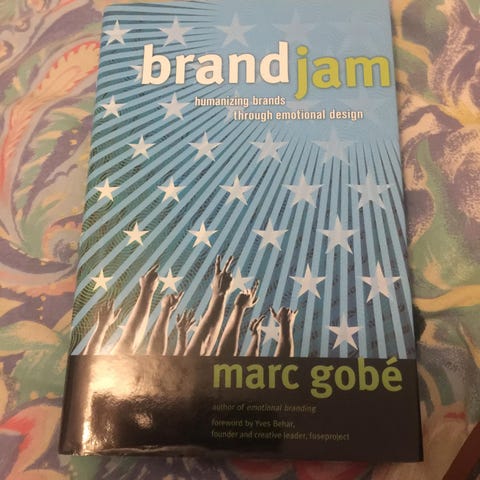 brandjam
humanizing brands
through emotional design
marc gobé
author of emotional branding
foreword by Yves Behar,
founder and creative leader, fuseproject